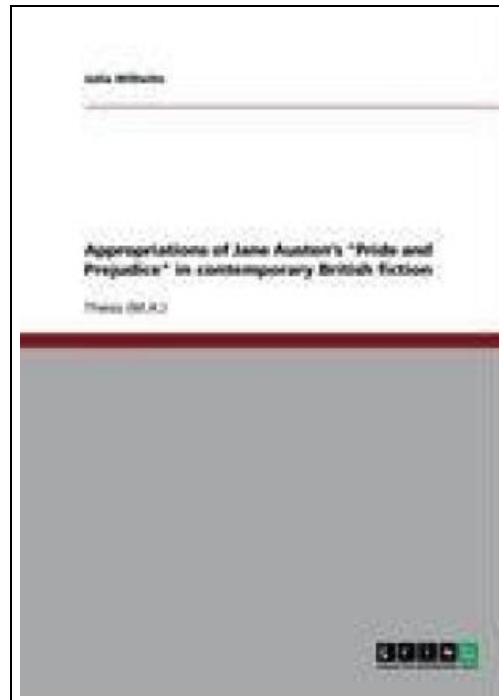 Julia Wilhelm
Appropriations of Jane Austen's "Pride and
Prejudice" in contemporary British fiction
Thesis (M.A.)
GRIN